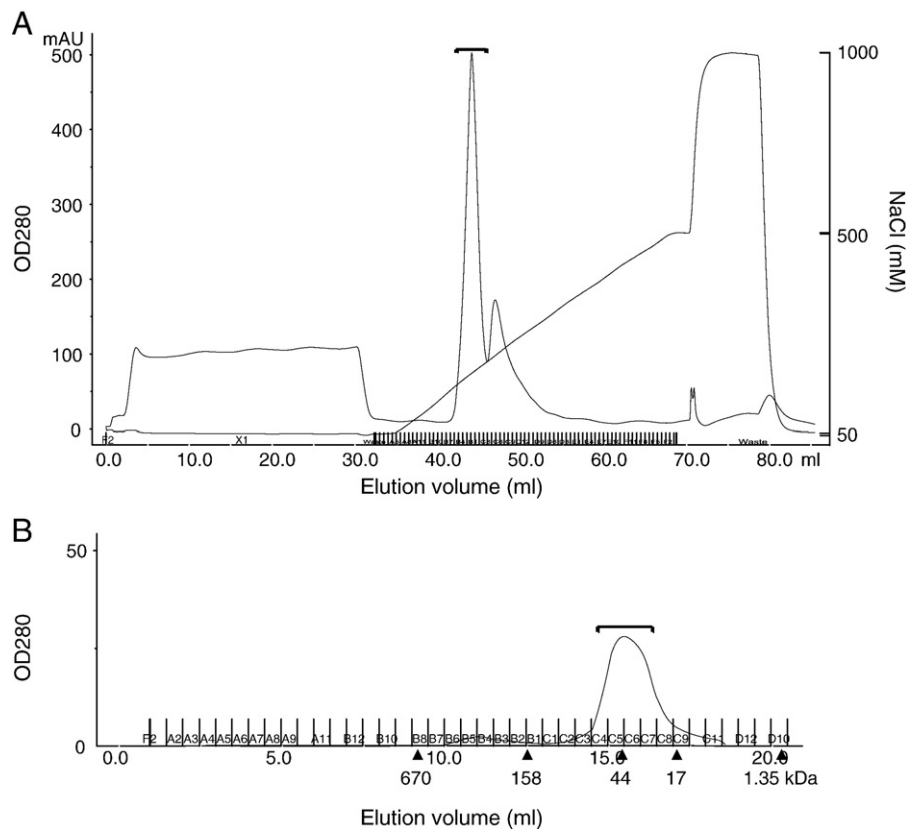 A
mAU
500
400
300
200
100
0
OD280
1000
500
50
NaCl (mM)
F2 X1 Waste
0.0 10.0 20.0 30.0 40.0 50.0 60.0 70.0 80.0 ml
Elution volume (ml)
B
50
0
OD280
F2 A2 A3 A4 A5 A6 A7 A8 A9 A11 B12 B10 B8 B7 B6 B5 B4 B3 B2 B1 C1 C2 C3 C4 C5 C6 C7 C8 C9 C11 D12 D10
0.0 5.0 10.0 15.0 20.0
670 158 44 17 1.35 kDa
Elution volume (ml)